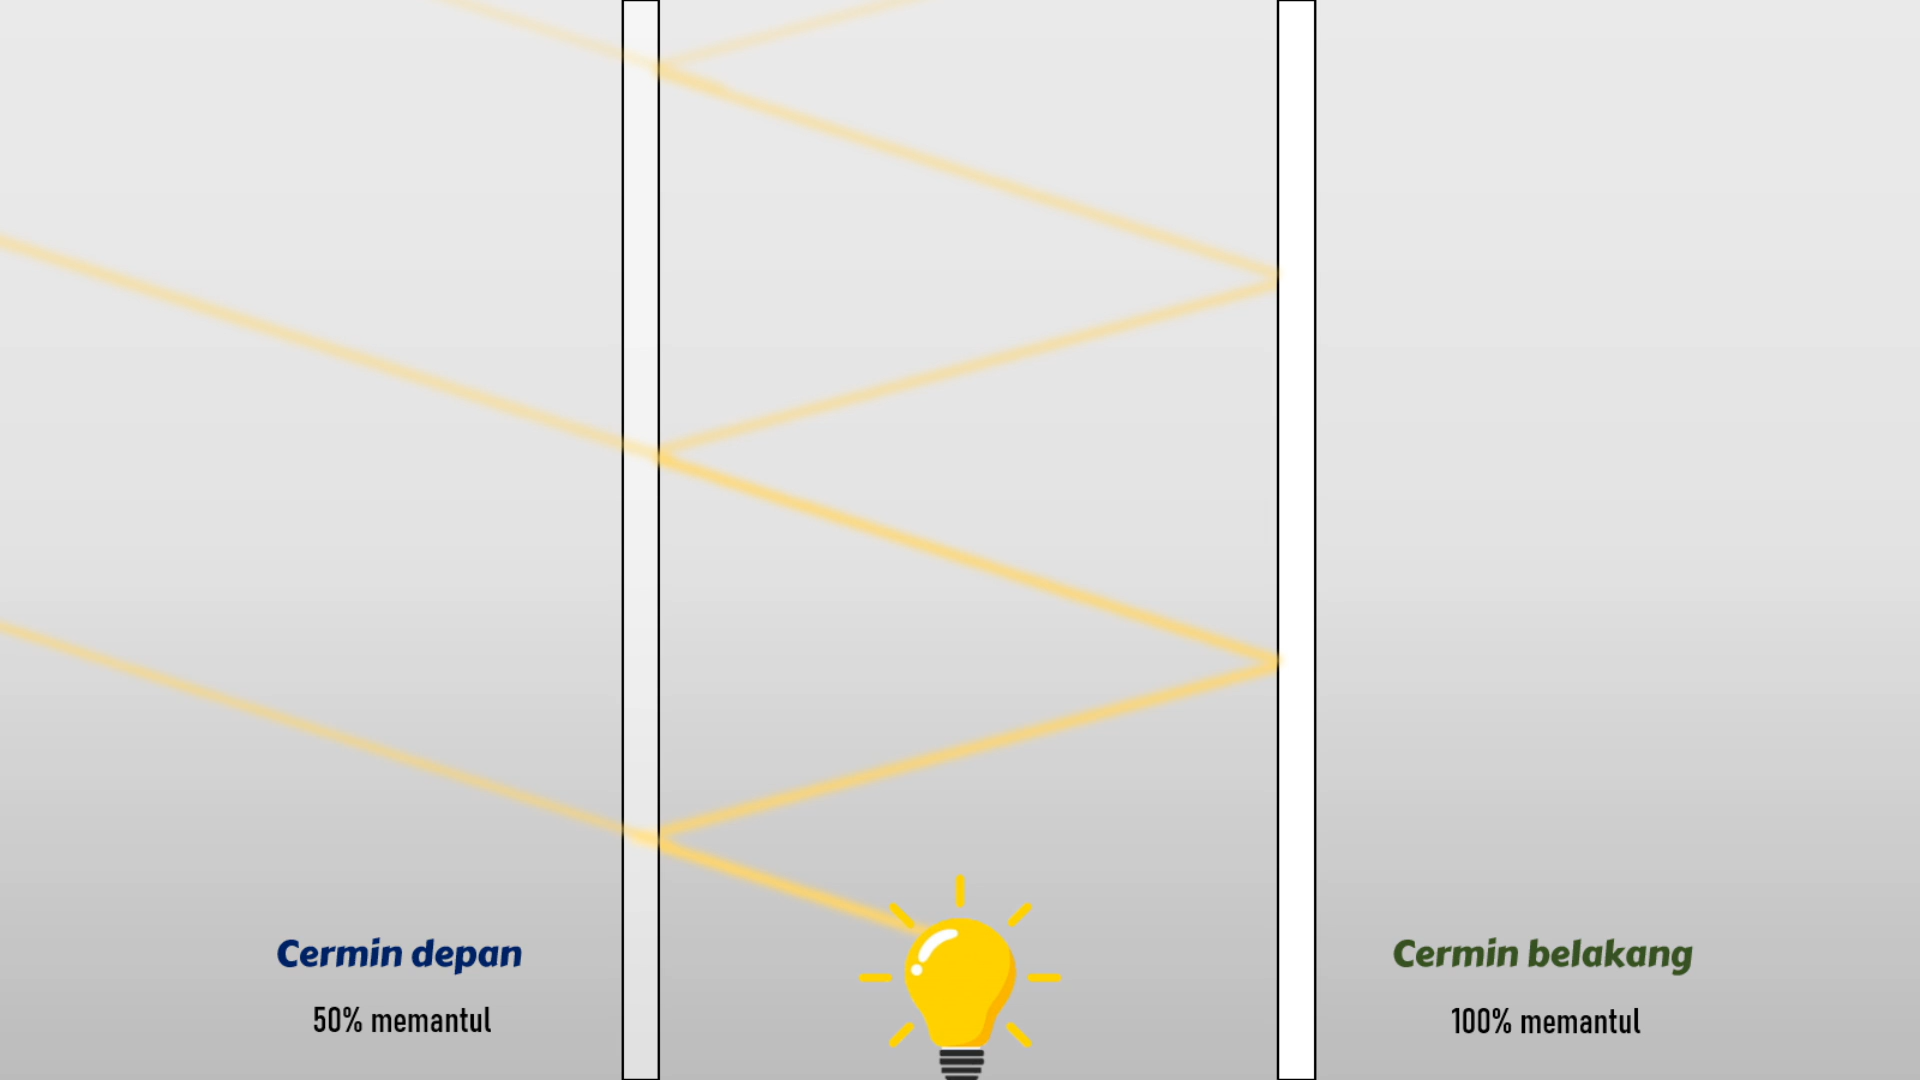 Cermin depan
50% memantul
Cermin belakang
100% memantul